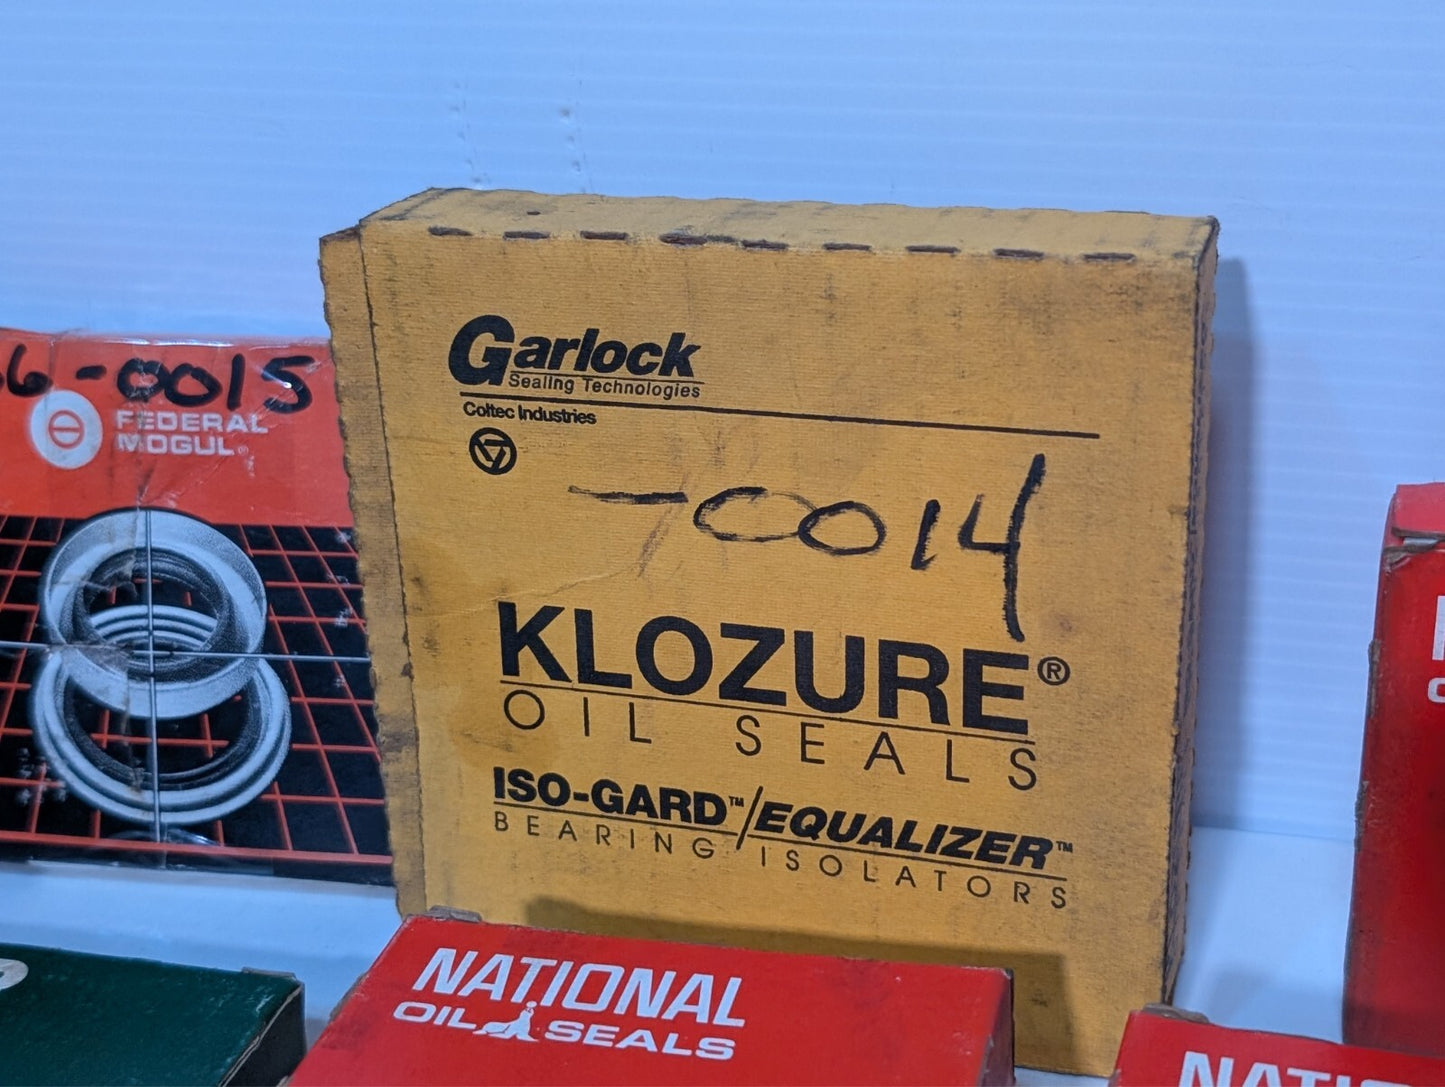 6-0015
FEDERAL
MOGUL®
Garlock
Sealing Technologies
Coltec Industries
-0014
KLOZURE®
OIL SEALS
ISO-GARD™/EQUALIZER™
BEARING ISOLATORS
NATIONAL
OIL SEALS